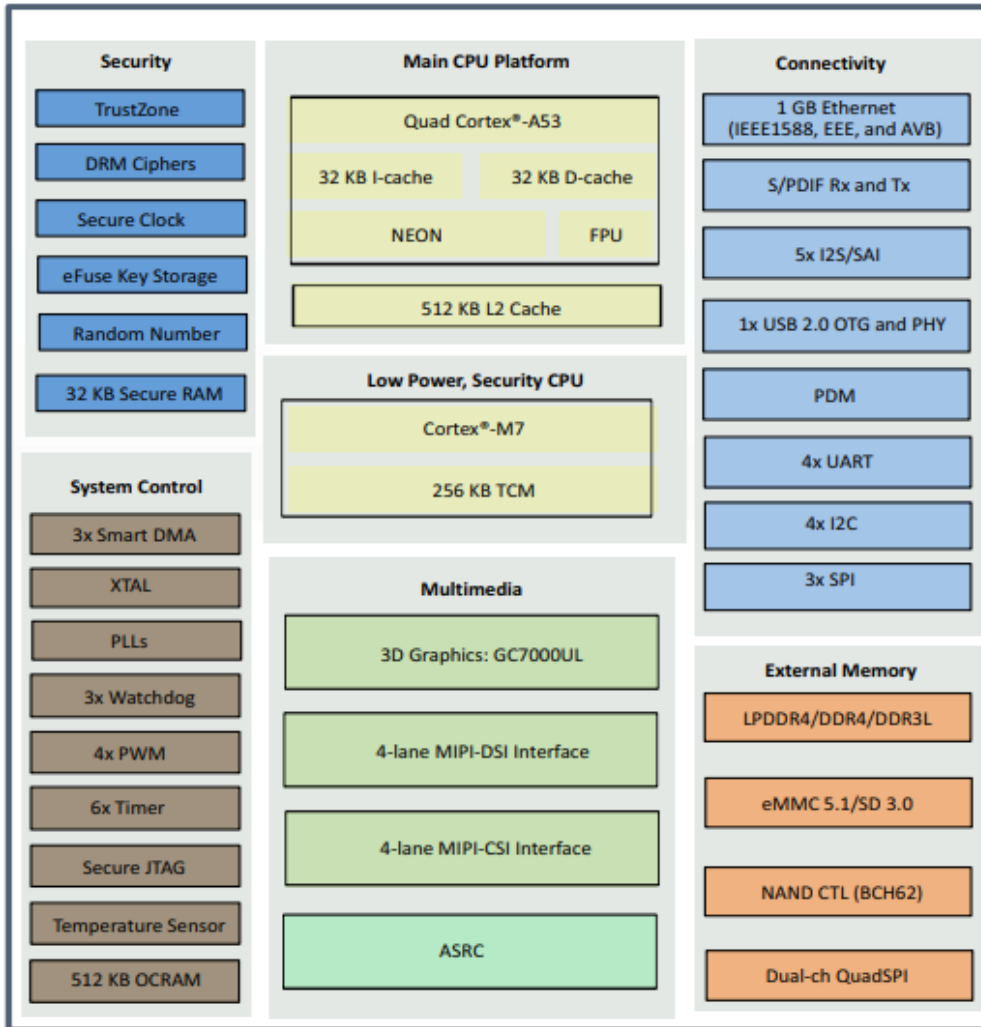 Security
TrustZone
DRM Ciphers
Secure Clock
eFuse Key Storage
Random Number
32 KB Secure RAM
System Control
3x Smart DMA
XTAL
PLLs
3x Watchdog
4x PWM
6x Timer
Secure JTAG
Temperature Sensor
512 KB OCRAM
Main CPU Platform
Quad Cortex®-A53
32 KB I-cache
32 KB D-cache
NEON
FPU
512 KB L2 Cache
Low Power, Security CPU
Cortex®-M7
256 KB TCM
Multimedia
3D Graphics: GC7000UL
4-lane MIPI-DSI Interface
4-lane MIPI-CSI Interface
ASRC
Connectivity
1 GB Ethernet
(IEEE1588, EEE, and AVB)
S/PDIF Rx and Tx
5x I2S/SAI
1x USB 2.0 OTG and PHY
PDM
4x UART
4x I2C
3x SPI
External Memory
LPDDR4/DDR4/DDR3L
eMMC 5.1/SD 3.0
NAND CTL (BCH62)
Dual-ch QuadSPI